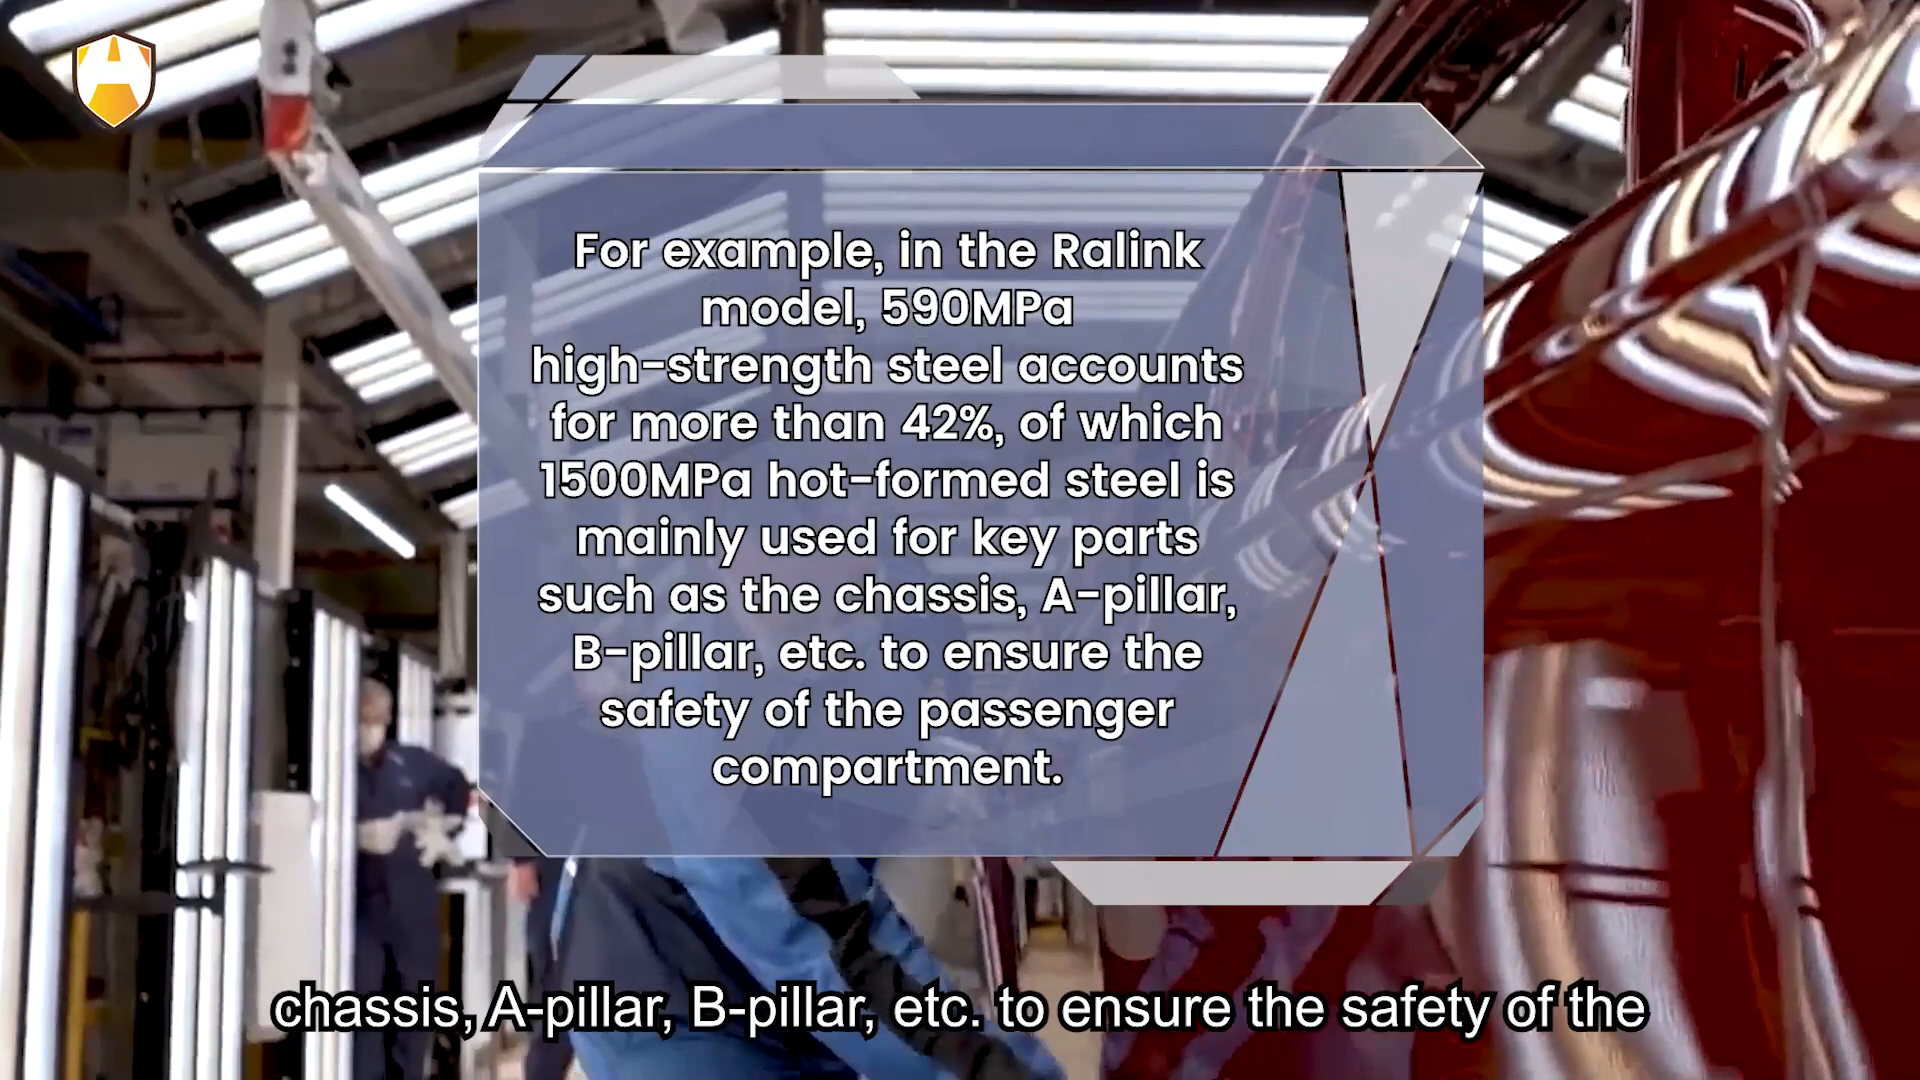 For example, in the Ralink
model, 590MPa
high-strength steel accounts
for more than 42%, of which
1500MPa hot-formed steel is
mainly used for key parts
such as the chassis, A-pillar,
B-pillar, etc. to ensure the
safety of the passenger
compartment.
chassis, A-pillar, B-pillar, etc. to ensure the safety of the